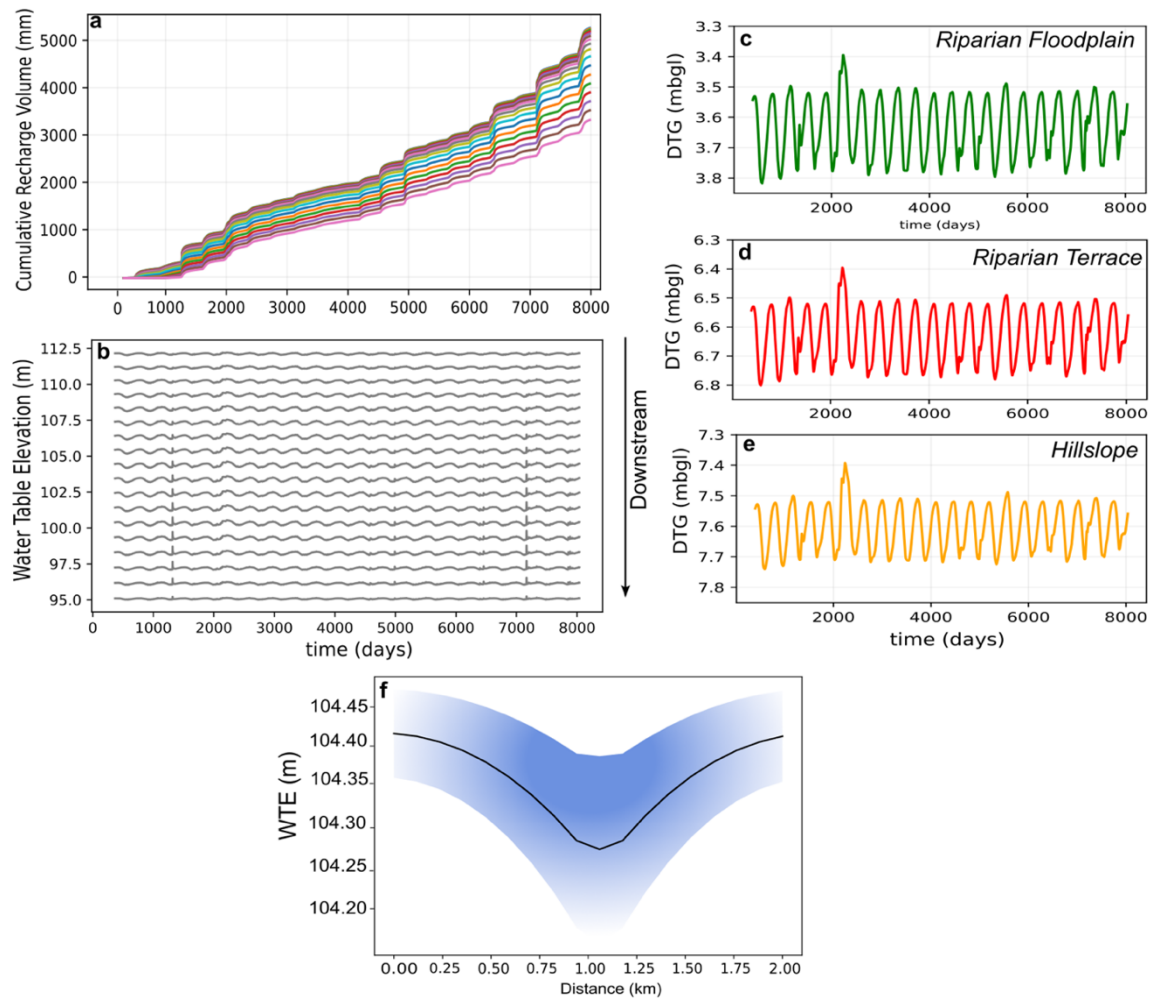 a
Cumulative Recharge Volume (mm)
5000
4000
3000
2000
1000
0
0 1000 2000 3000 4000 5000 6000 7000 8000
b
Water Table Elevation (m)
112.5
110.0
107.5
105.0
102.5
100.0
97.5
95.0
0 1000 2000 3000 4000 5000 6000 7000 8000
time (days)
Downstream
c
Riparian Floodplain
DTG (mbgl)
3.3
3.4
3.5
3.6
3.7
3.8
2000 4000 6000 8000
time (days)
d
Riparian Terrace
DTG (mbgl)
6.3
6.4
6.5
6.6
6.7
6.8
2000 4000 6000 8000
e
Hillslope
DTG (mbgl)
7.3
7.4
7.5
7.6
7.7
7.8
2000 4000 6000 8000
time (days)
f
WTE (m)
104.45
104.40
104.35
104.30
104.25
104.20
0.00 0.25 0.50 0.75 1.00 1.25 1.50 1.75 2.00
Distance (km)